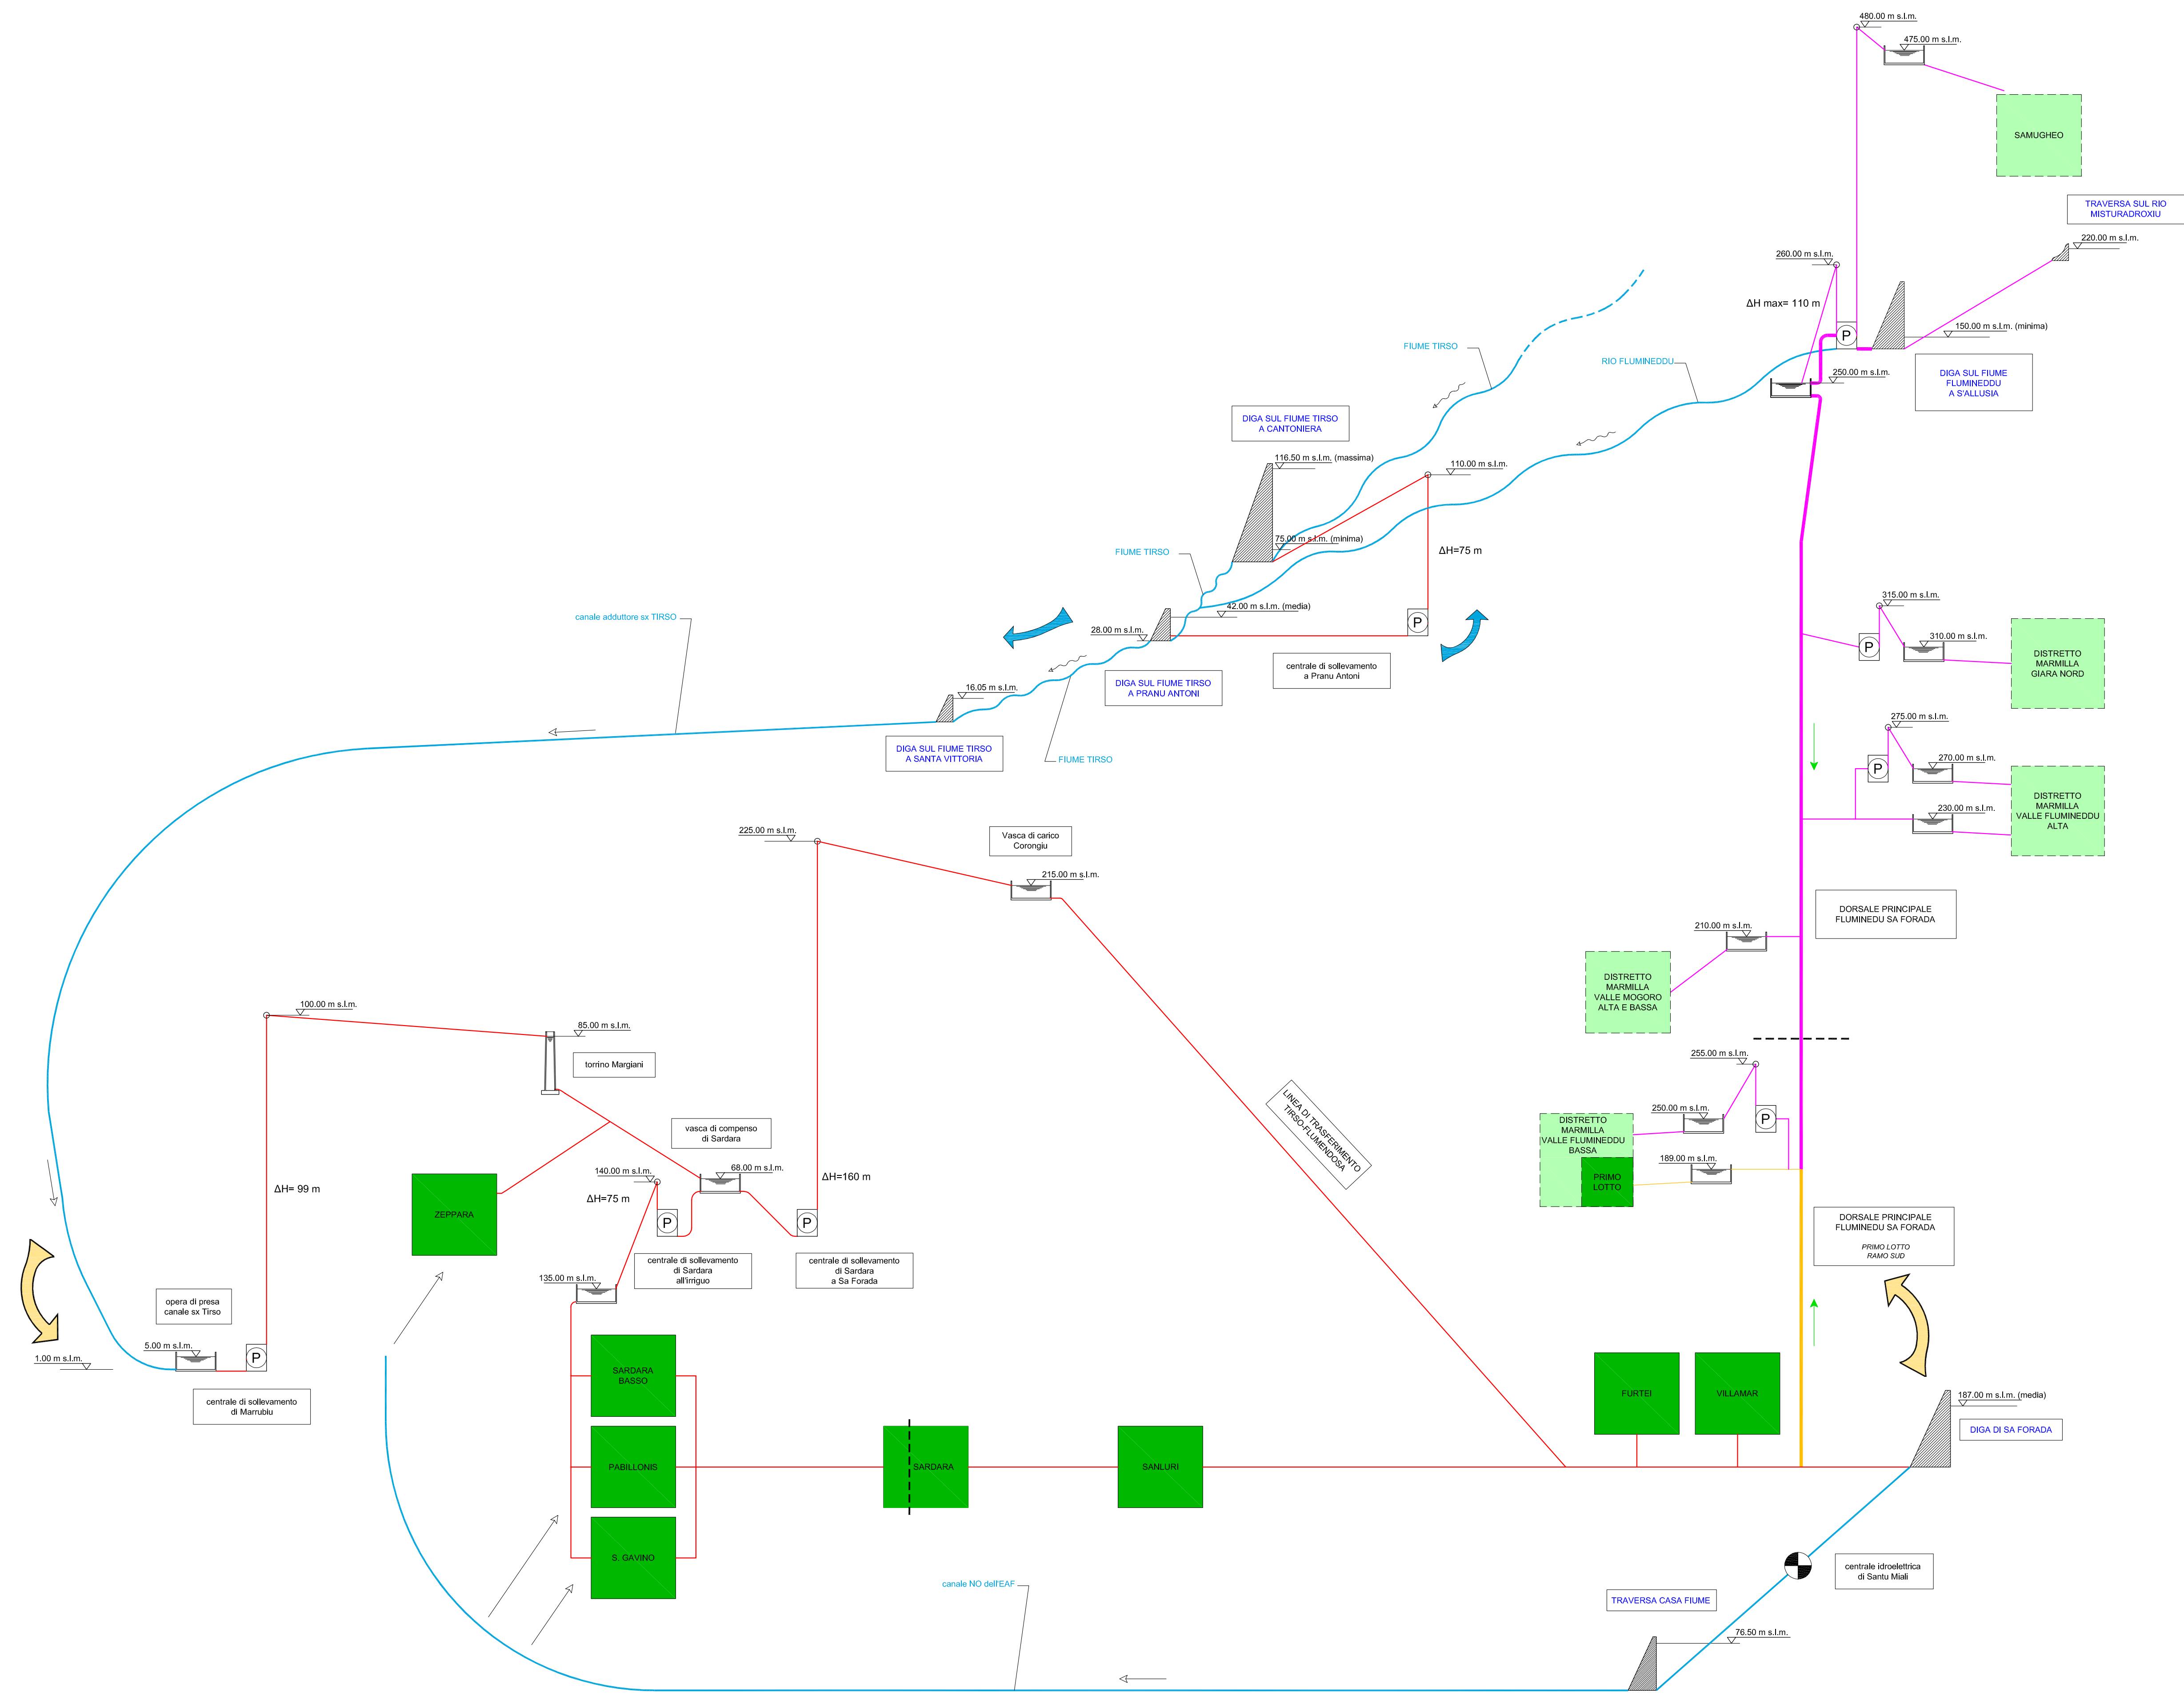 480.00 m s.l.m.
475.00 m s.l.m.
SAMUGHEO
TRAVERSA SUL RIO
MISTURADROXIU
220.00 m s.l.m.
260.00 m s.l.m.
ΔH max= 110 m
P
150.00 m s.l.m. (minima)
250.00 m s.l.m.
DIGA SUL FIUME
FLUMINEDDU
A S'ALLUSIA
FIUME TIRSO
RIO FLUMINEDDU
DIGA SUL FIUME TIRSO
A CANTONIERA
116.50 m s.l.m. (massima)
110.00 m s.l.m.
75.00 m s.l.m. (minima)
ΔH=75 m
FIUME TIRSO
42.00 m s.l.m. (media)
28.00 m s.l.m.
P
canale adduttore sx TIRSO
centrale di sollevamento
a Pranu Antoni
DIGA SUL FIUME TIRSO
A PRANU ANTONI
16.05 m s.l.m.
DIGA SUL FIUME TIRSO
A SANTA VITTORIA
FIUME TIRSO
315.00 m s.l.m.
P
310.00 m s.l.m.
DISTRETTO
MARMILLA
GIARA NORD
275.00 m s.l.m.
P
270.00 m s.l.m.
230.00 m s.l.m.
DISTRETTO
MARMILLA
VALLE FLUMINEDDU
ALTA
225.00 m s.l.m.
Vasca di carico
Corongiu
215.00 m s.l.m.
DORSALE PRINCIPALE
FLUMINEDU SA FORADA
210.00 m s.l.m.
DISTRETTO
MARMILLA
VALLE MOGORO
ALTA E BASSA
100.00 m s.l.m.
85.00 m s.l.m.
torrino Margiani
255.00 m s.l.m.
P
250.00 m s.l.m.
DISTRETTO
MARMILLA
VALLE FLUMINEDDU
BASSA
189.00 m s.l.m.
PRIMO
LOTTO
LINEA DI TRASFERIMENTO
TIRSO-FLUMENDOSA
vasca di compenso
di Sardara
68.00 m s.l.m.
140.00 m s.l.m.
ΔH=75 m
ΔH=160 m
ΔH= 99 m
ZEPPARA
P
P
centrale di sollevamento
di Sardara
all'irriguo
centrale di sollevamento
di Sardara
a Sa Forada
DORSALE PRINCIPALE
FLUMINEDU SA FORADA
PRIMO LOTTO
RAMO SUD
135.00 m s.l.m.
opera di presa
canale sx Tirso
5.00 m s.l.m.
1.00 m s.l.m.
P
centrale di sollevamento
di Marrubiu
SARDARA
BASSO
FURTEI
VILLAMAR
187.00 m s.l.m. (media)
DIGA DI SA FORADA
PABILLONIS
SARDARA
SANLURI
S. GAVINO
centrale idroelettrica
di Santu Miali
canale NO dell'EAF
TRAVERSA CASA FIUME
76.50 m s.l.m.